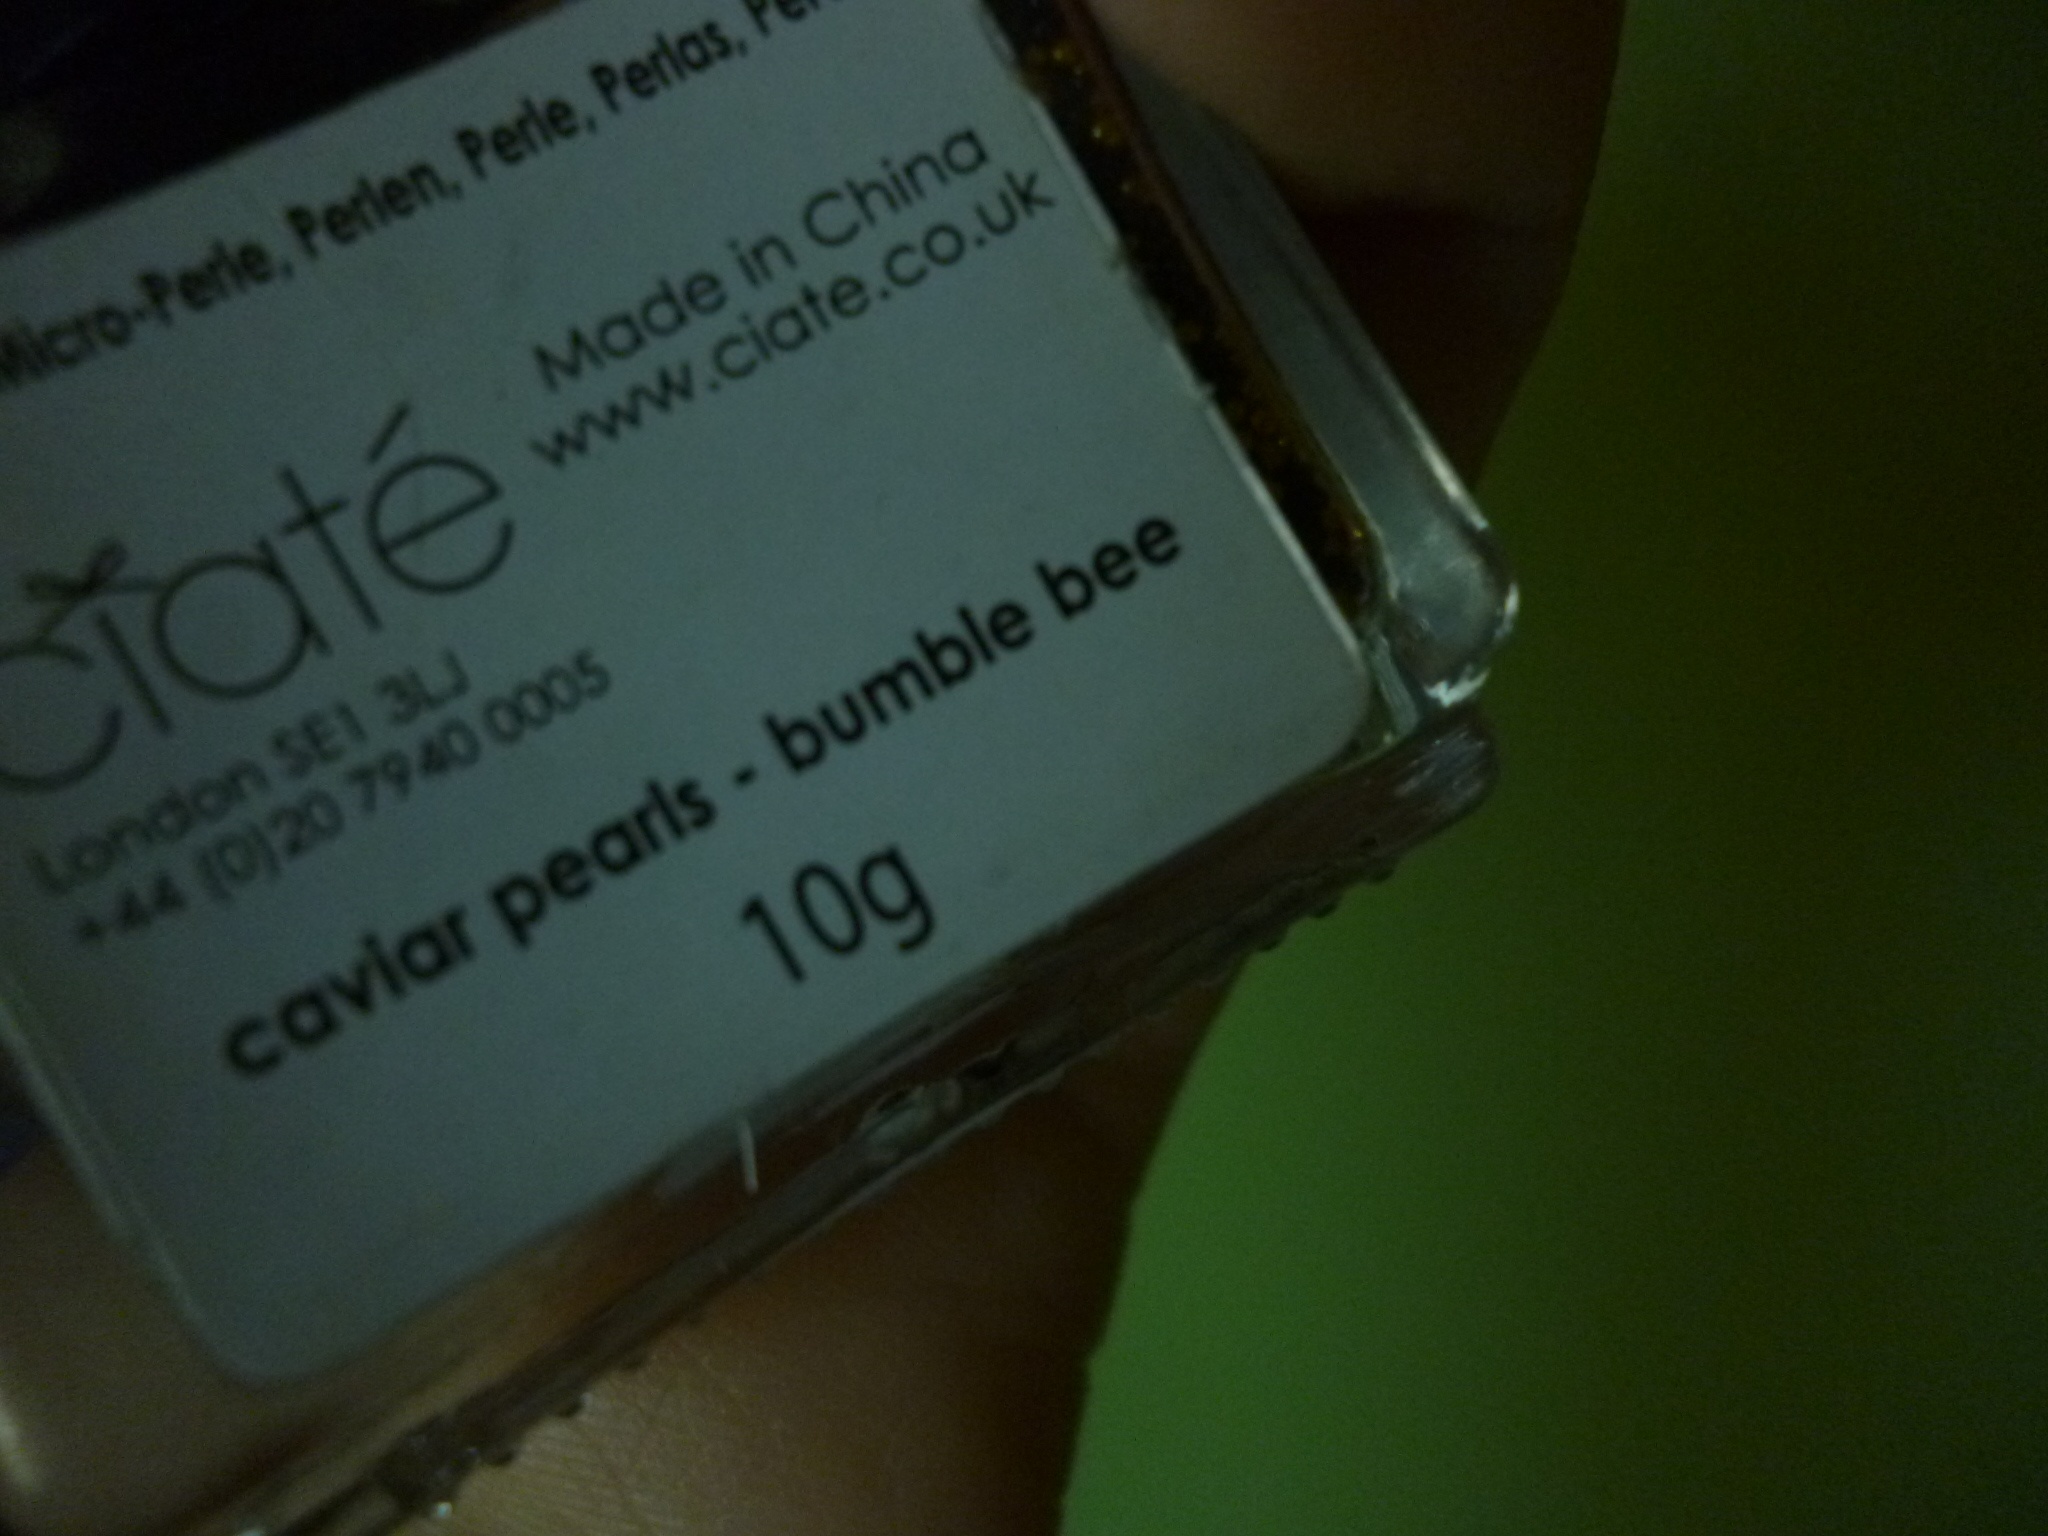 Micro-Perle, Perlen, Perle, Perlas,
Made in China
www.ciate.co.uk
ciaté
London SE1 3LJ
+44 (0)20 7940 0005
caviar pearls - bumble bee
10g